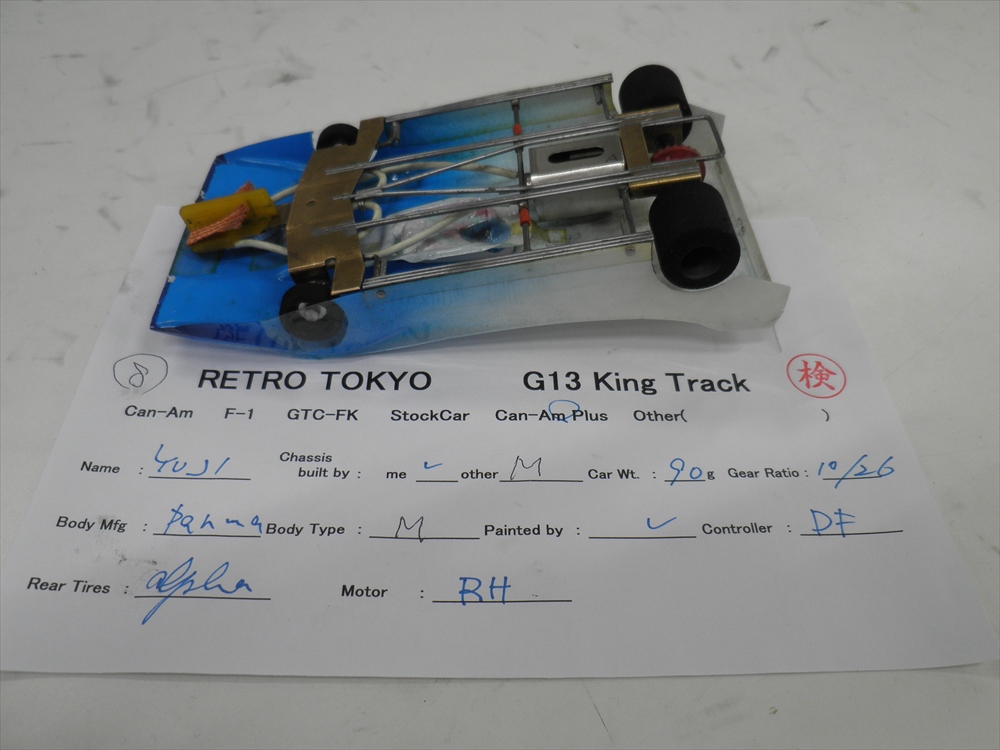 8 RETRO TOKYO G13 King Track 検
Can-Am F-1 GTC-FK StockCar Can-Am Plus Other( )
Name : YUJI Chassis built by : me ✓ other M Car Wt. : 90 g Gear Ratio : 10/26
Body Mfg : Parma Body Type : M Painted by : ✓ Controller : DF
Rear Tires : alpha Motor : RH